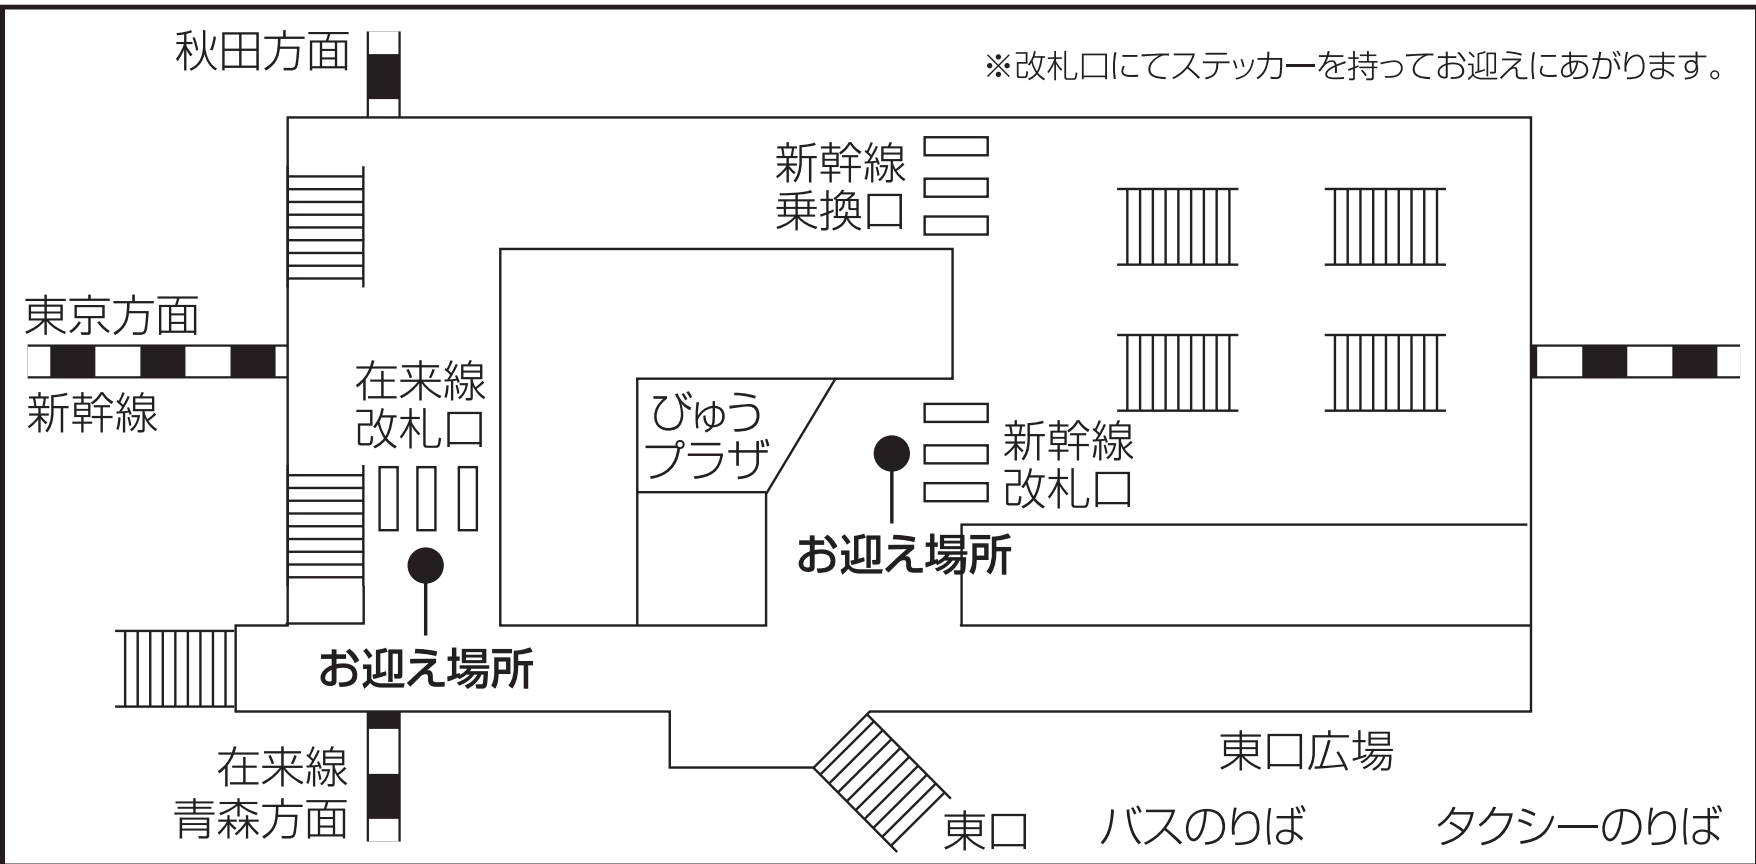 秋田方面
※改札口にてステッカーを持ってお迎えにあがります。
新幹線
乗換口
東京方面
新幹線
在来線
改札口
びゅう
プラザ
新幹線
改札口
お迎え場所
お迎え場所
在来線
青森方面
東口広場
東口
バスのりば
タクシーのりば